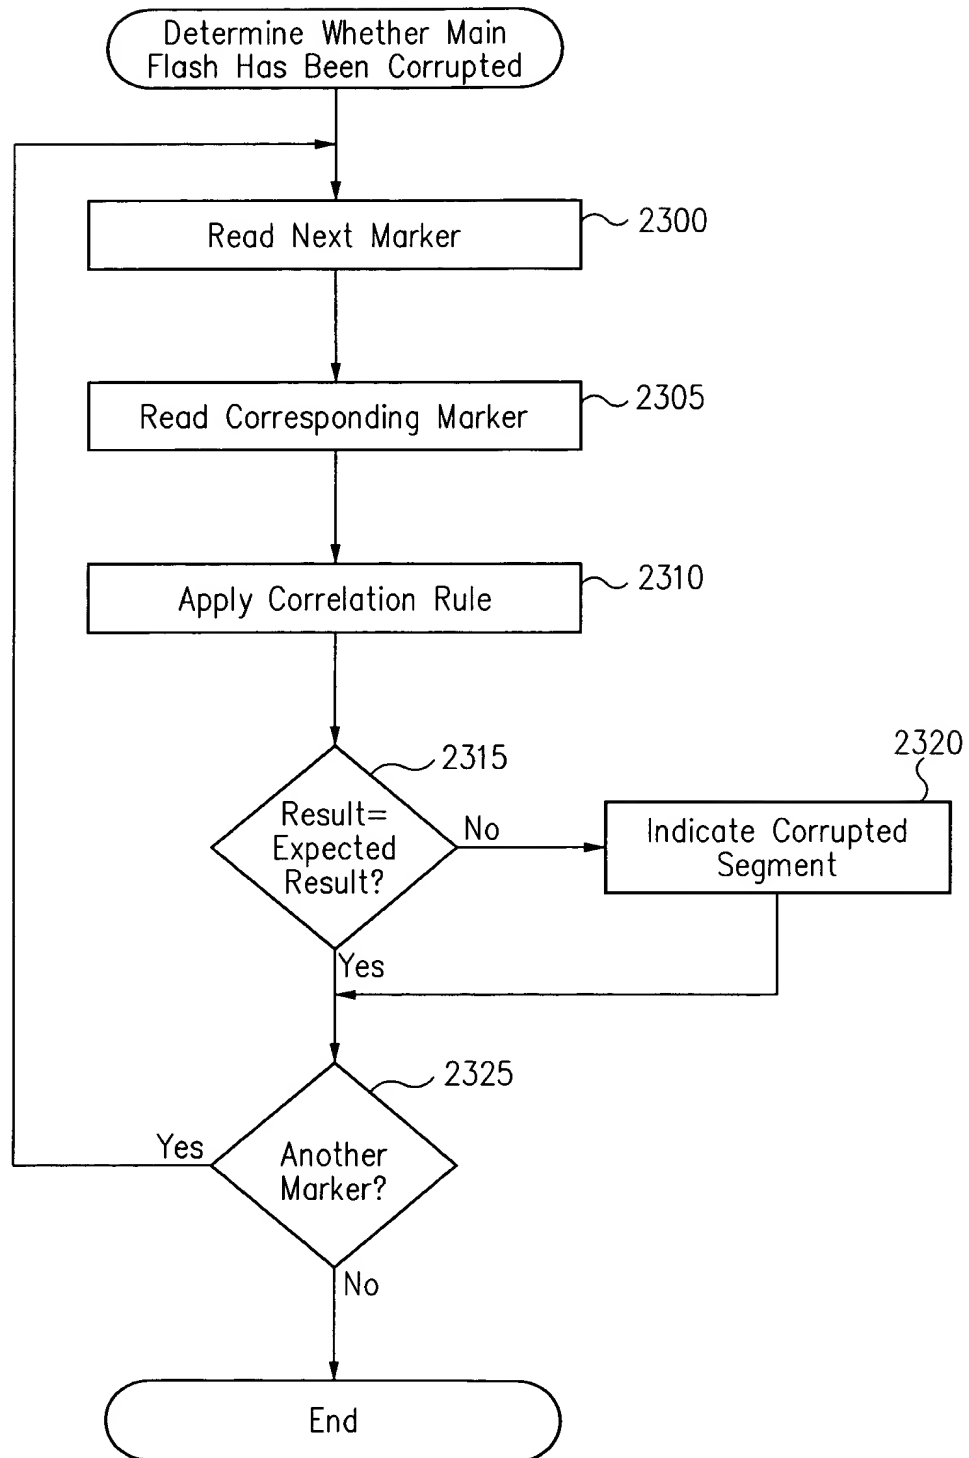 Determine Whether Main
Flash Has Been Corrupted
Read Next Marker
2300
Read Corresponding Marker
2305
Apply Correlation Rule
2310
2315
Result=
Expected
Result?
No
2320
Indicate Corrupted
Segment
Yes
2325
Yes
Another
Marker?
No
End